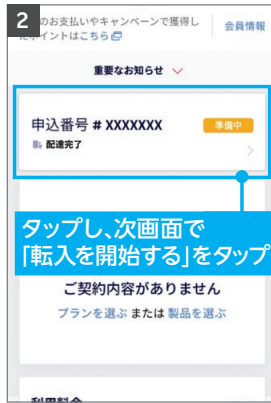 2
のお支払いやキャンペーンで獲得し
たポイントはこちら
会員情報
重要なお知らせ
申込番号 # XXXXXXX
準備中
配達完了
タップし、次画面で
「転入を開始する」をタップ
ご契約内容がありません
プランを選ぶ または 製品を選ぶ